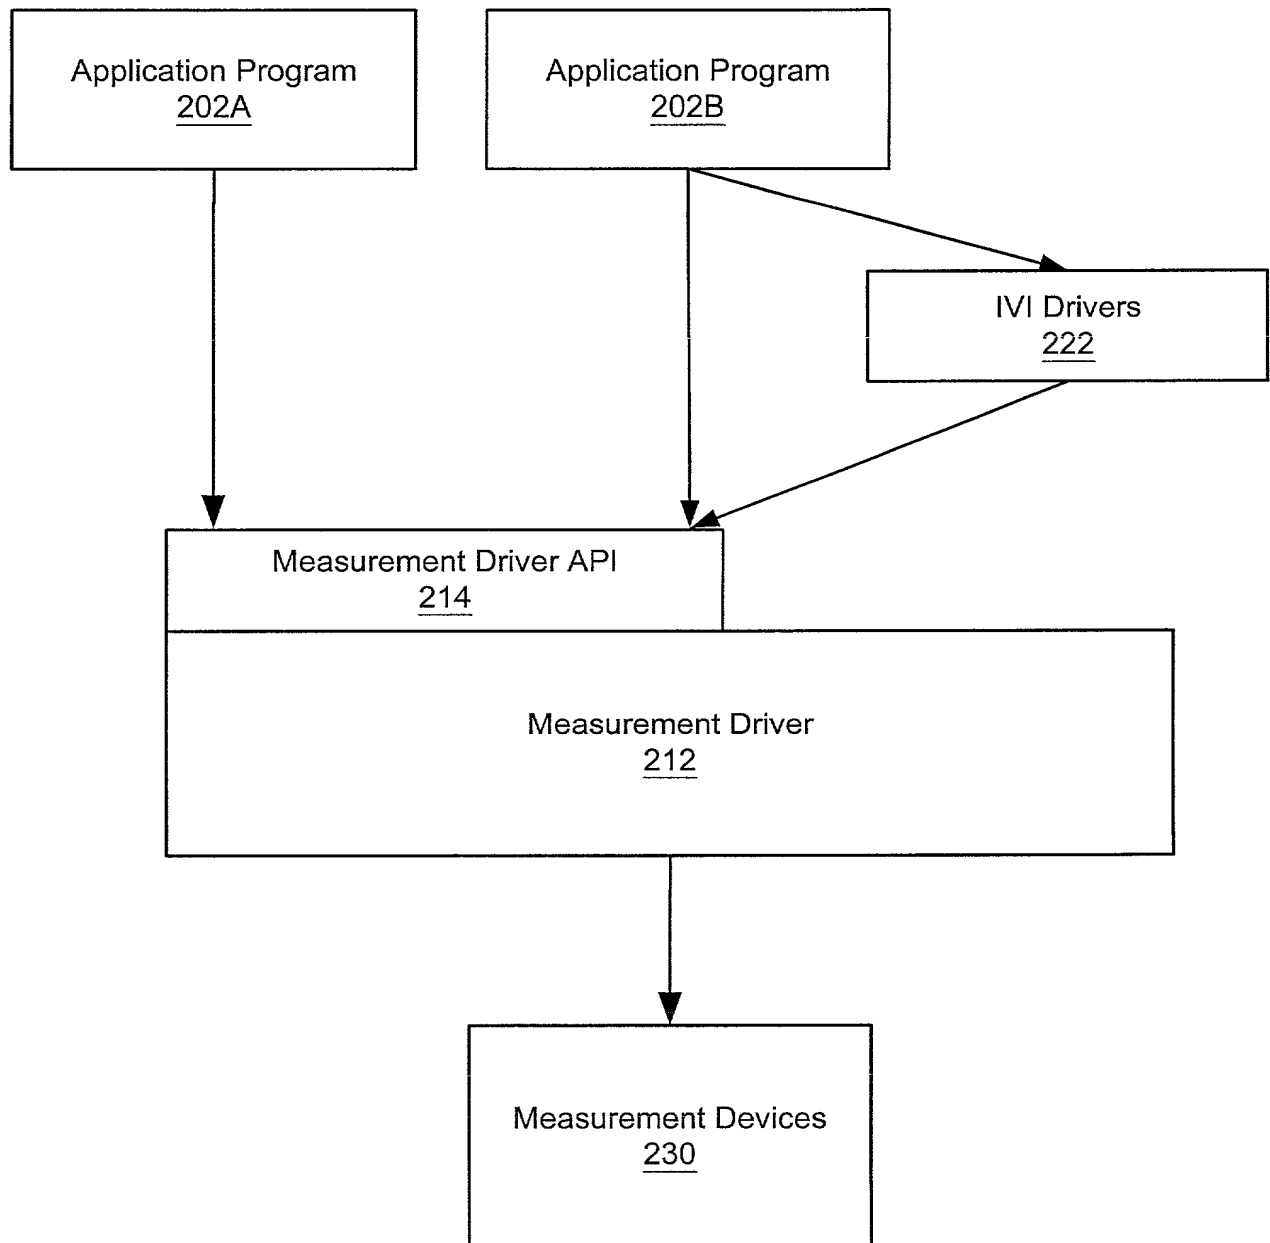 Application Program
202A
Application Program
202B
IVI Drivers
222
Measurement Driver API
214
Measurement Driver
212
Measurement Devices
230